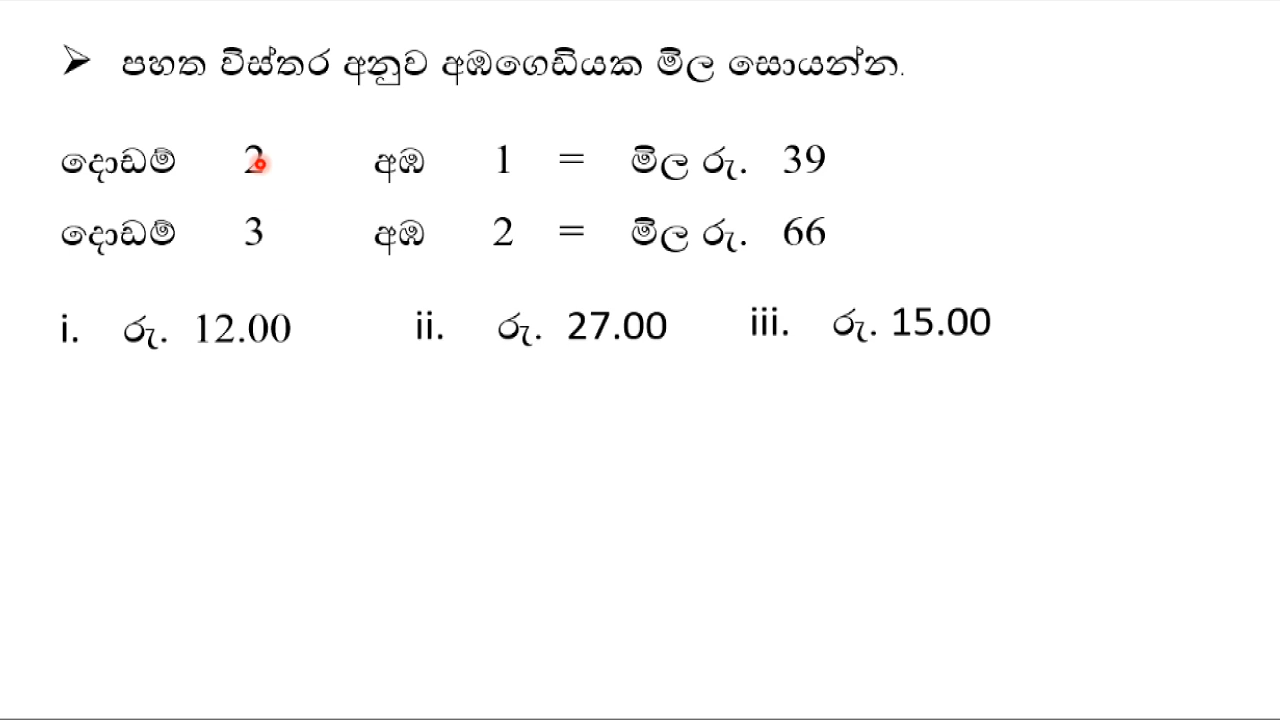 ➢ පහත විස්තර අනුව අඹගෙඩියක මිල සොයන්න.
දොඩම් 2 අඹ 1 = මිල රු. 39
දොඩම් 3 අඹ 2 = මිල රු. 66
i. රු. 12.00 ii. රු. 27.00 iii. රු. 15.00